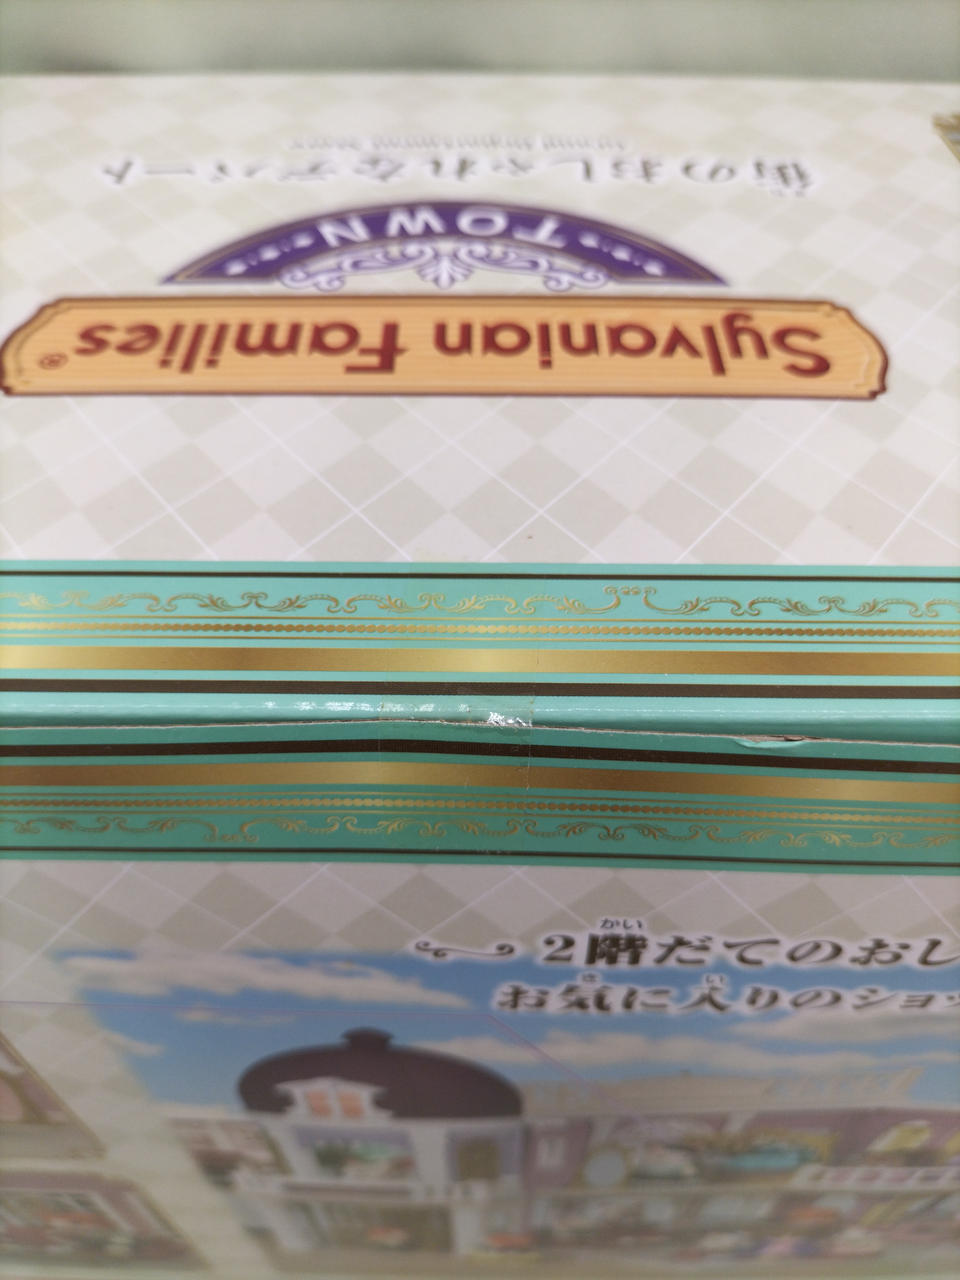 Sylvanian Families®
TOWN
街のおしゃれなデパート
かい
2階だてのおし
き い
お気に入りのショッ